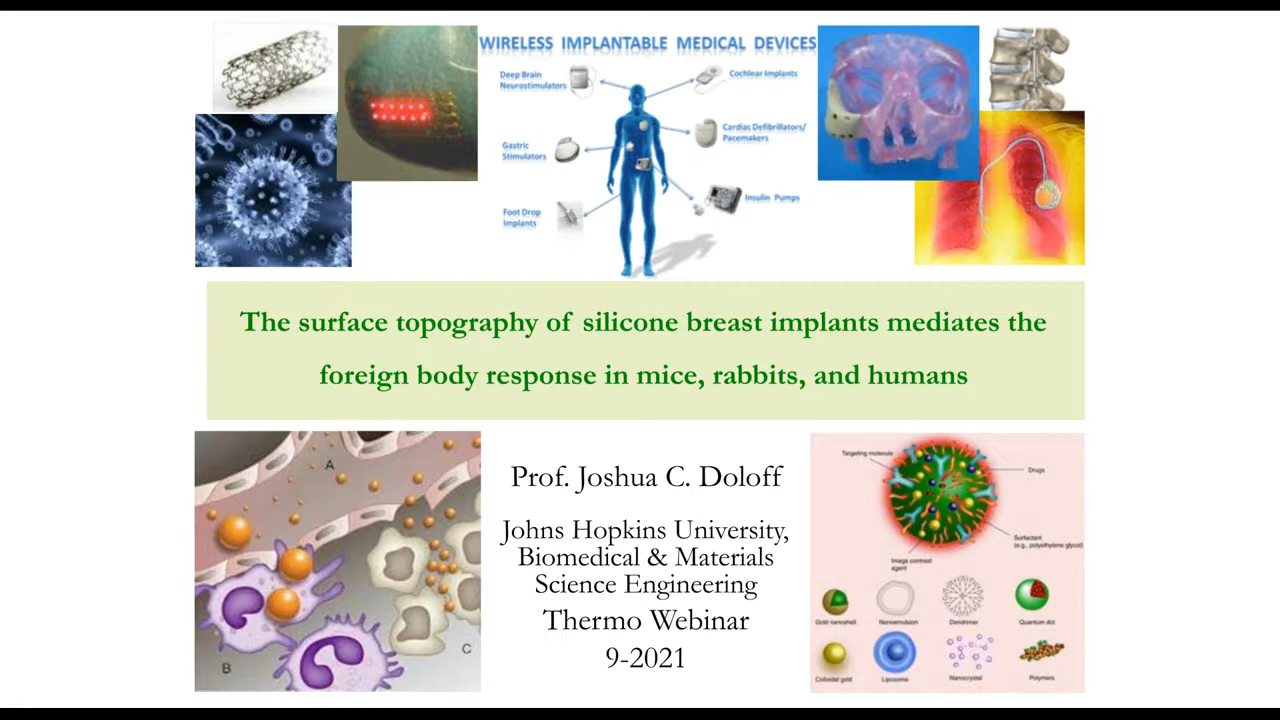 WIRELESS IMPLANTABLE MEDICAL DEVICES
Deep Brain
Neurostimulators
Cochlear Implants
Cardiac Defibrillators/
Pacemakers
Gastric
Stimulators
Insulin Pumps
Foot Drop
Implants
The surface topography of silicone breast implants mediates the
foreign body response in mice, rabbits, and humans
A
B
C
Prof. Joshua C. Doloff
Johns Hopkins University,
Biomedical & Materials
Science Engineering
Thermo Webinar
9-2021
Targeting molecule
Drugs
Surfactant
(e.g., polyethylene glycol)
Image contrast
agent
Gold nanoshell
Nanoemulsion
Dendrimer
Quantum dot
Colloidal gold
Liposome
Nanocrystal
Polymers